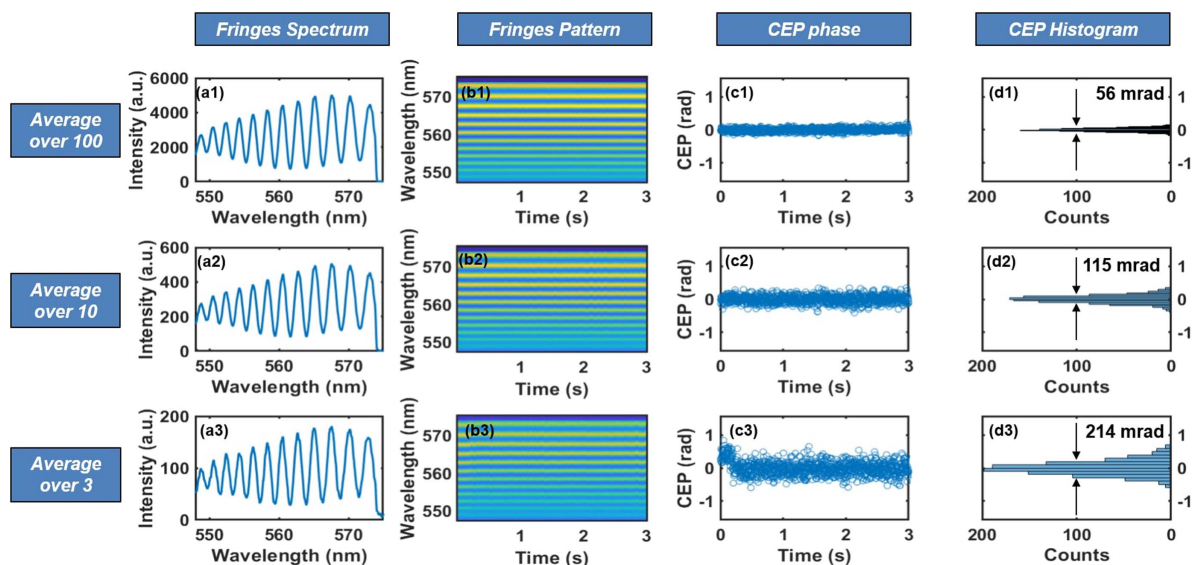 Fringes Spectrum
Fringes Pattern
CEP phase
CEP Histogram
Average
over 100
(a1)
Intensity (a.u.)
6000
4000
2000
0
550
560
570
Wavelength (nm)
(b1)
Wavelength (nm)
570
560
550
1
2
3
Time (s)
(c1)
CEP (rad)
1
0
-1
0
1
2
3
Time (s)
(d1)
56 mrad
1
0
-1
200
100
0
Counts
Average
over 10
(a2)
Intensity (a.u.)
600
400
200
0
550
560
570
Wavelength (nm)
(b2)
Wavelength (nm)
570
560
550
1
2
3
Time (s)
(c2)
CEP (rad)
1
0
-1
0
1
2
3
Time (s)
(d2)
115 mrad
1
0
-1
200
100
0
Counts
Average
over 3
(a3)
Intensity (a.u.)
200
100
0
550
560
570
Wavelength (nm)
(b3)
Wavelength (nm)
570
560
550
1
2
3
Time (s)
(c3)
CEP (rad)
1
0
-1
0
1
2
3
Time (s)
(d3)
214 mrad
1
0
-1
200
100
0
Counts